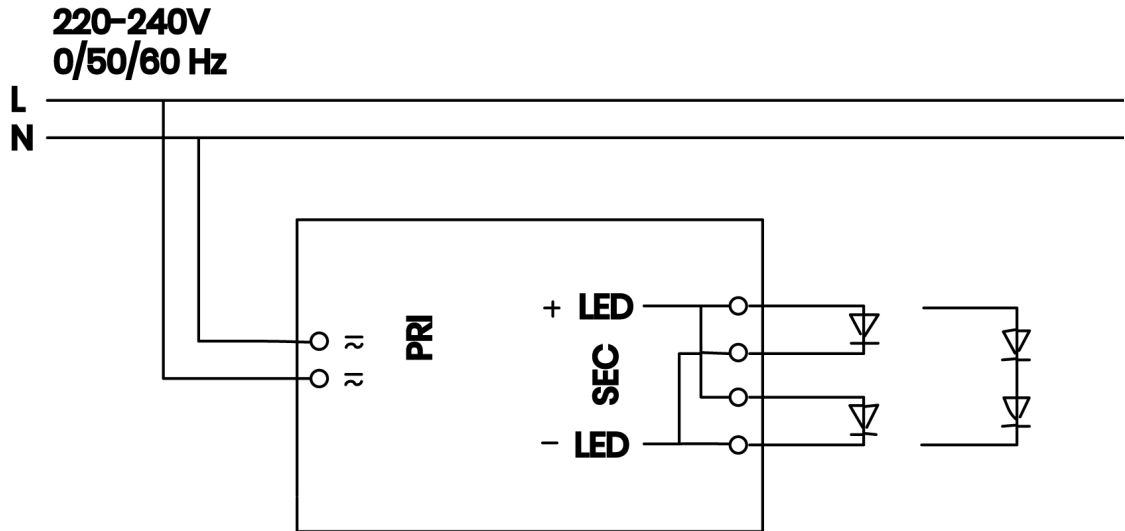 220-240V
0/50/60 Hz
L
N
+ LED
PRI
SEC
− LED